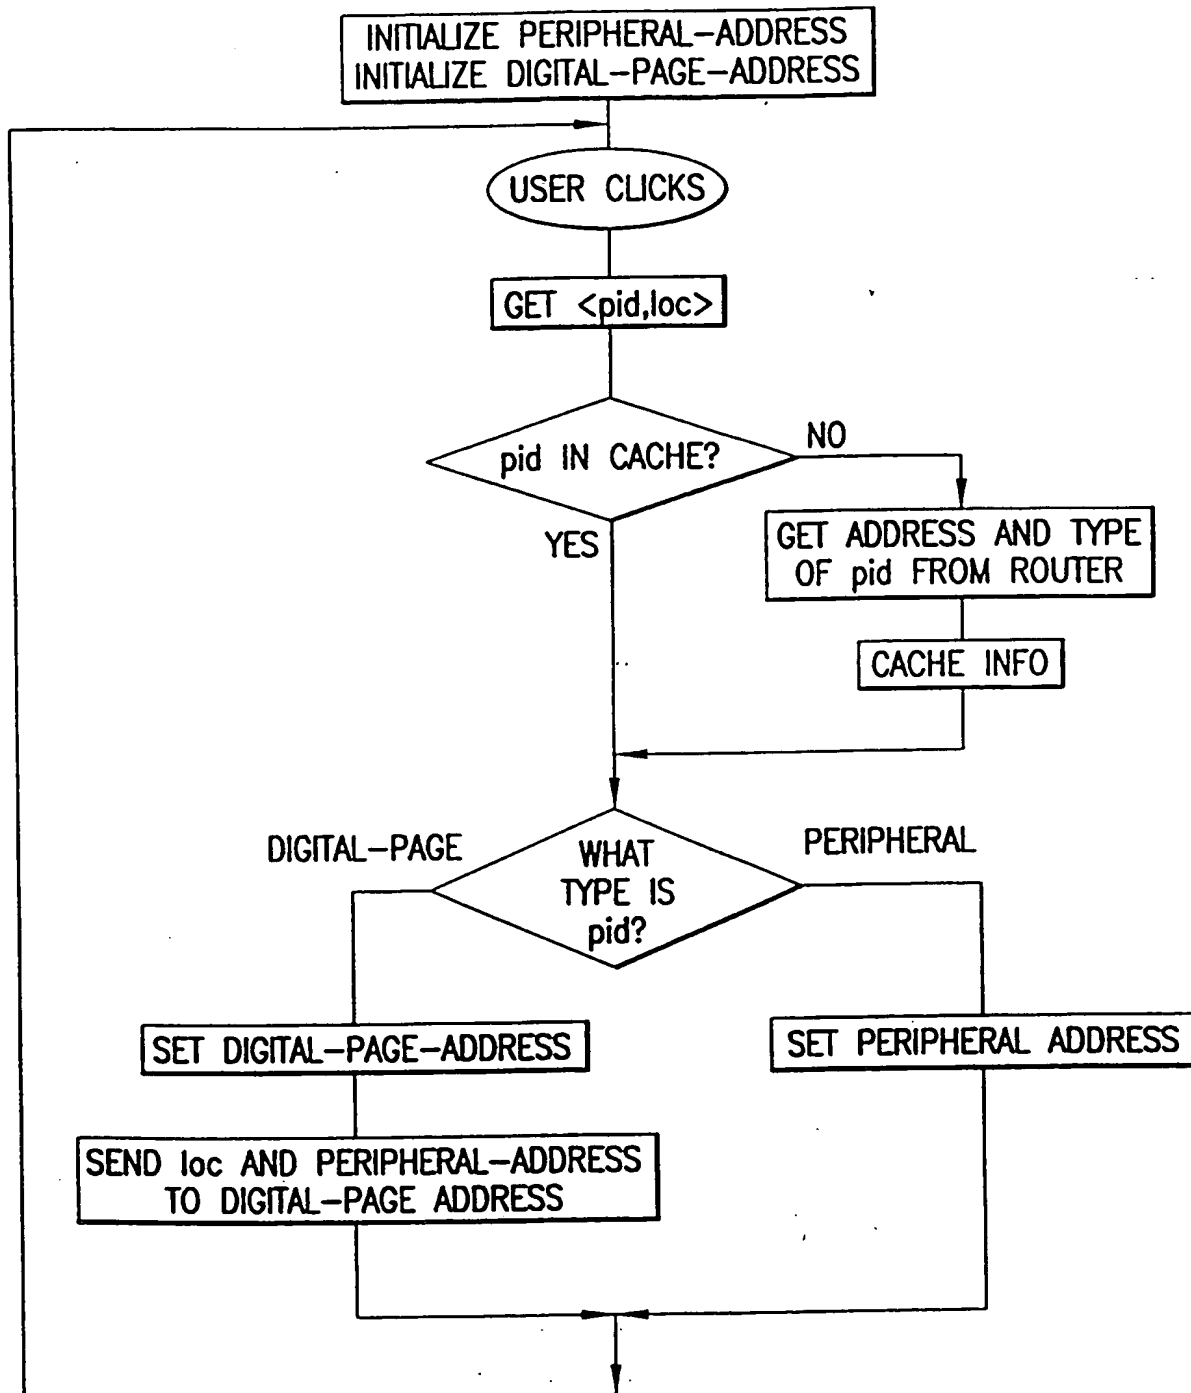 INITIALIZE PERIPHERAL-ADDRESS
INITIALIZE DIGITAL-PAGE-ADDRESS
USER CLICKS
GET <pid,loc>
pid IN CACHE?
NO
YES
GET ADDRESS AND TYPE
OF pid FROM ROUTER
CACHE INFO
DIGITAL-PAGE
WHAT
TYPE IS
pid?
PERIPHERAL
SET DIGITAL-PAGE-ADDRESS
SET PERIPHERAL ADDRESS
SEND loc AND PERIPHERAL-ADDRESS
TO DIGITAL-PAGE ADDRESS